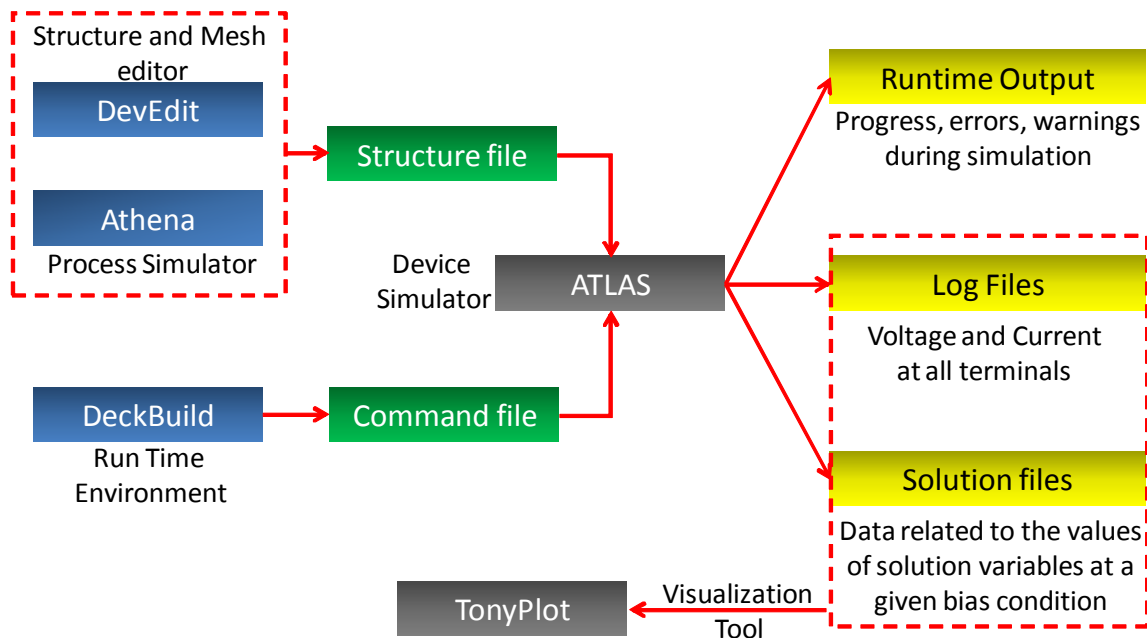 Structure and Mesh
editor
DevEdit
Athena
Process Simulator
Structure file
DeckBuild
Run Time
Environment
Command file
Device
Simulator
ATLAS
Runtime Output
Progress, errors, warnings
during simulation
Log Files
Voltage and Current
at all terminals
Solution files
Data related to the values
of solution variables at a
given bias condition
Visualization
Tool
TonyPlot